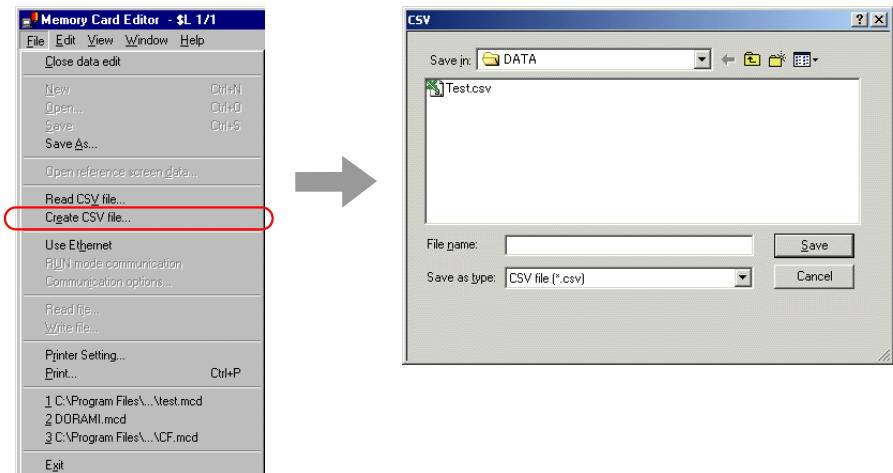 Memory Card Editor - $L 1/1
File Edit View Window Help
Close data edit
New Ctrl+N
Open... Ctrl+O
Save Ctrl+S
Save As...
Open reference screen data...
Read CSV file...
Create CSV file...
Use Ethernet
RUN mode communication
Communication options...
Read file...
Write file...
Printer Setting...
Print... Ctrl+P
1 C:\Program Files\...\test.mcd
2 DORAMI.mcd
3 C:\Program Files\...\CF.mcd
Exit
CSV
Save in: DATA
Test.csv
File name:
Save
Save as type: CSV file (*.csv)
Cancel